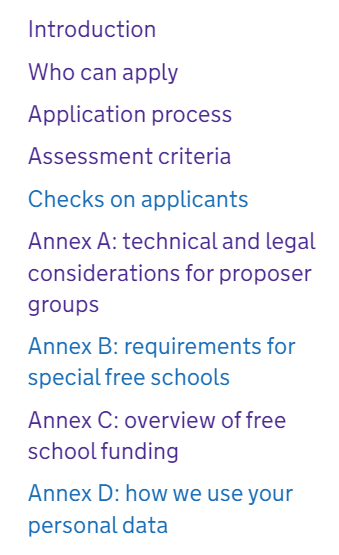 Introduction
Who can apply
Application process
Assessment criteria
Checks on applicants
Annex A: technical and legal
considerations for proposer
groups
Annex B: requirements for
special free schools
Annex C: overview of free
school funding
Annex D: how we use your
personal data